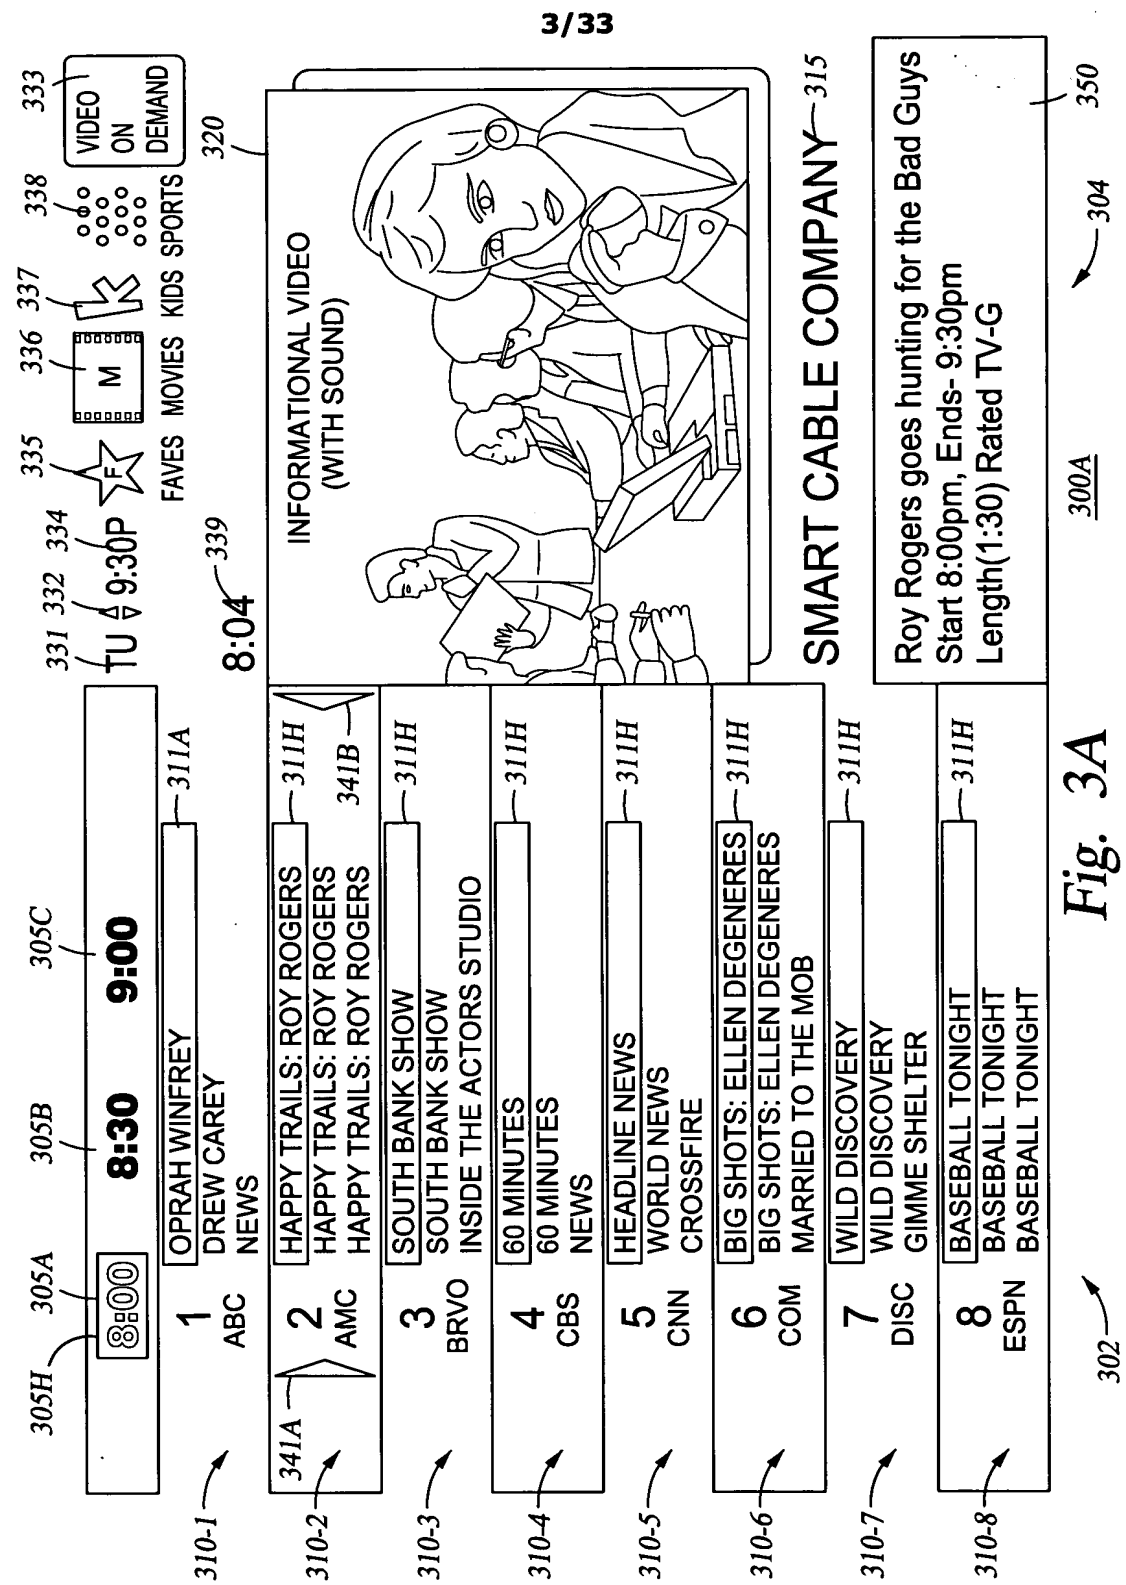 3/33
305H
305A
305B
305C
8:00
8:30
9:00
331
332
334
335
336
337
338
333
TU
9:30P
F
M
K
FAVES
MOVIES
KIDS
SPORTS
VIDEO
ON
DEMAND
8:04
339
320
310-1
1
ABC
OPRAH WINFREY
DREW CAREY
NEWS
311A
310-2
341A
2
AMC
HAPPY TRAILS: ROY ROGERS
HAPPY TRAILS: ROY ROGERS
HAPPY TRAILS: ROY ROGERS
311H
341B
310-3
3
BRVO
SOUTH BANK SHOW
SOUTH BANK SHOW
INSIDE THE ACTORS STUDIO
311H
310-4
4
CBS
60 MINUTES
60 MINUTES
NEWS
311H
310-5
5
CNN
HEADLINE NEWS
WORLD NEWS
CROSSFIRE
311H
310-6
6
COM
BIG SHOTS: ELLEN DEGENERES
BIG SHOTS: ELLEN DEGENERES
MARRIED TO THE MOB
311H
310-7
7
DISC
WILD DISCOVERY
WILD DISCOVERY
GIMME SHELTER
311H
310-8
8
ESPN
BASEBALL TONIGHT
BASEBALL TONIGHT
BASEBALL TONIGHT
311H
INFORMATIONAL VIDEO
(WITH SOUND)
SMART CABLE COMPANY
315
Roy Rogers goes hunting for the Bad Guys
Start 8:00pm, Ends- 9:30pm
Length(1:30) Rated TV-G
350
302
304
300A
Fig. 3A